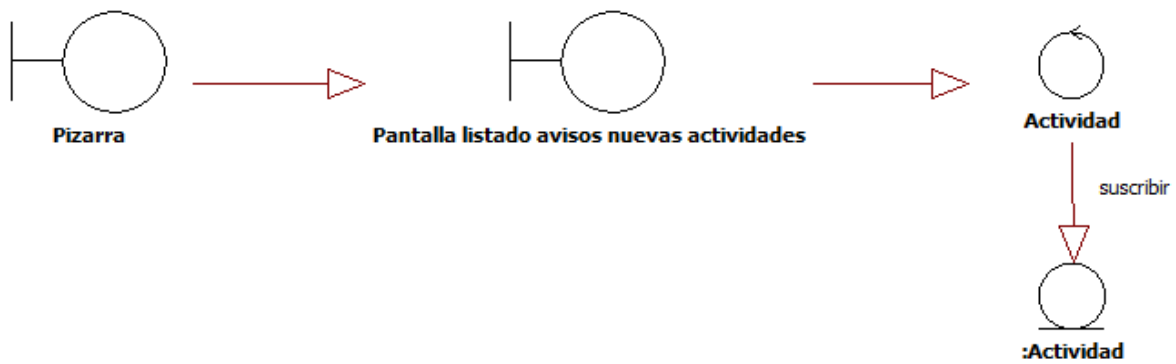 Pizarra
Pantalla listado avisos nuevas actividades
Actividad
suscribir
:Actividad